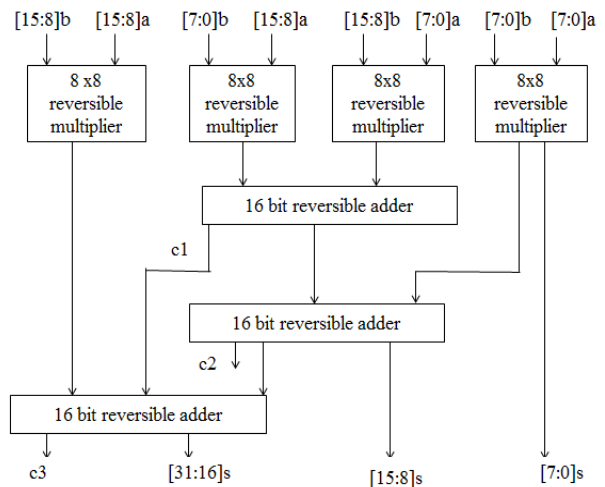 [15:8]b [15:8]a [7:0]b [15:8]a [15:8]b [7:0]a [7:0]b [7:0]a
8 x8
reversible
multiplier
8x8
reversible
multiplier
8x8
reversible
multiplier
8x8
reversible
multiplier
16 bit reversible adder
c1
16 bit reversible adder
c2
16 bit reversible adder
c3 [31:16]s [15:8]s [7:0]s